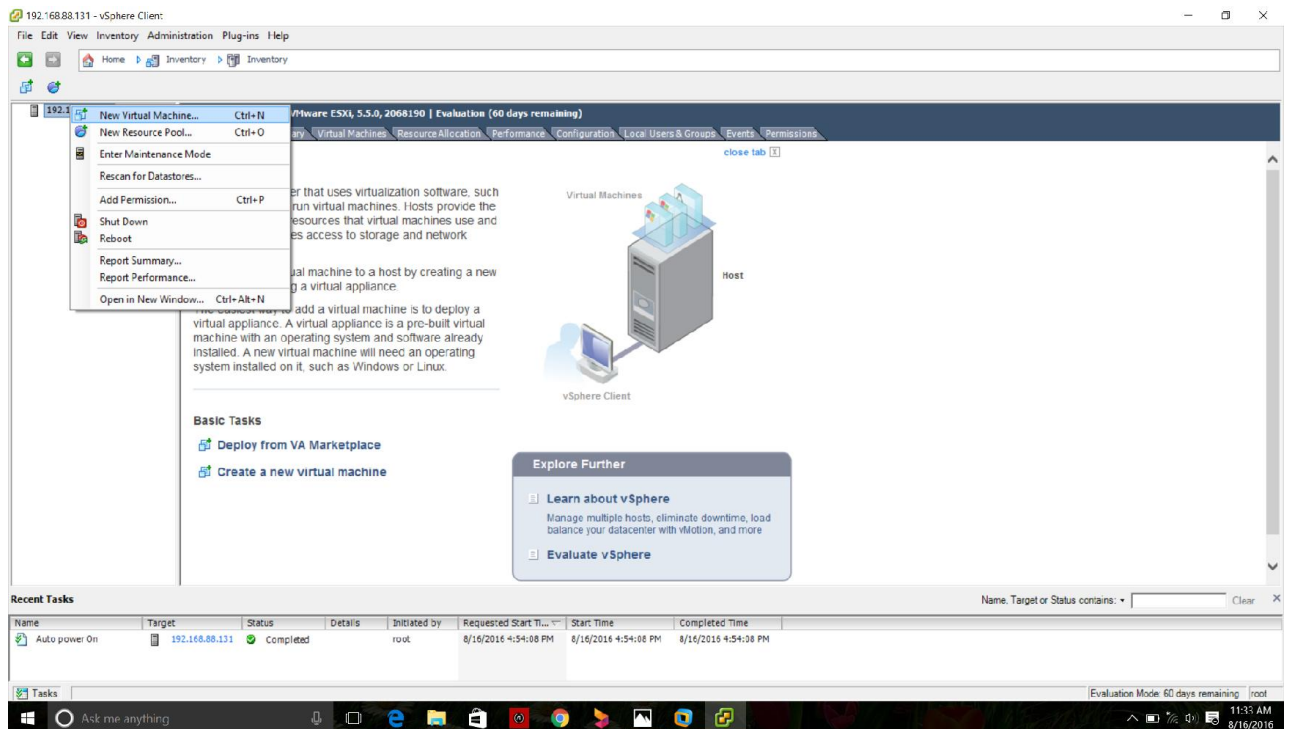 192.168.88.131 - vSphere Client
File Edit View Inventory Administration Plug-ins Help
Home Inventory Inventory
192.1
New Virtual Machine... Ctrl+N
New Resource Pool... Ctrl+O
Enter Maintenance Mode
Rescan for Datastores...
Add Permission... Ctrl+P
Shut Down
Reboot
Report Summary...
Report Performance...
Open in New Window... Ctrl+Alt+N
VMware ESXi, 5.5.0, 2068190 | Evaluation (60 days remaining)
ary Virtual Machines Resource Allocation Performance Configuration Local Users & Groups Events Permissions
close tab
er that uses virtualization software, such
run virtual machines. Hosts provide the
esources that virtual machines use and
es access to storage and network
ual machine to a host by creating a new
g a virtual appliance.
The easiest way to add a virtual machine is to deploy a
virtual appliance. A virtual appliance is a pre-built virtual
machine with an operating system and software already
installed. A new virtual machine will need an operating
system installed on it, such as Windows or Linux.
Virtual Machines
Host
vSphere Client
Basic Tasks
Deploy from VA Marketplace
Create a new virtual machine
Explore Further
Learn about vSphere
Manage multiple hosts, eliminate downtime, load
balance your datacenter with vMotion, and more
Evaluate vSphere
Recent Tasks
Name, Target or Status contains:
Clear
Name Target Status Details Initiated by Requested Start Ti... Start Time Completed Time
Auto power On 192.168.88.131 Completed root 8/16/2016 4:54:08 PM 8/16/2016 4:54:08 PM 8/16/2016 4:54:08 PM
Tasks
Evaluation Mode: 60 days remaining root
Ask me anything
11:33 AM
8/16/2016